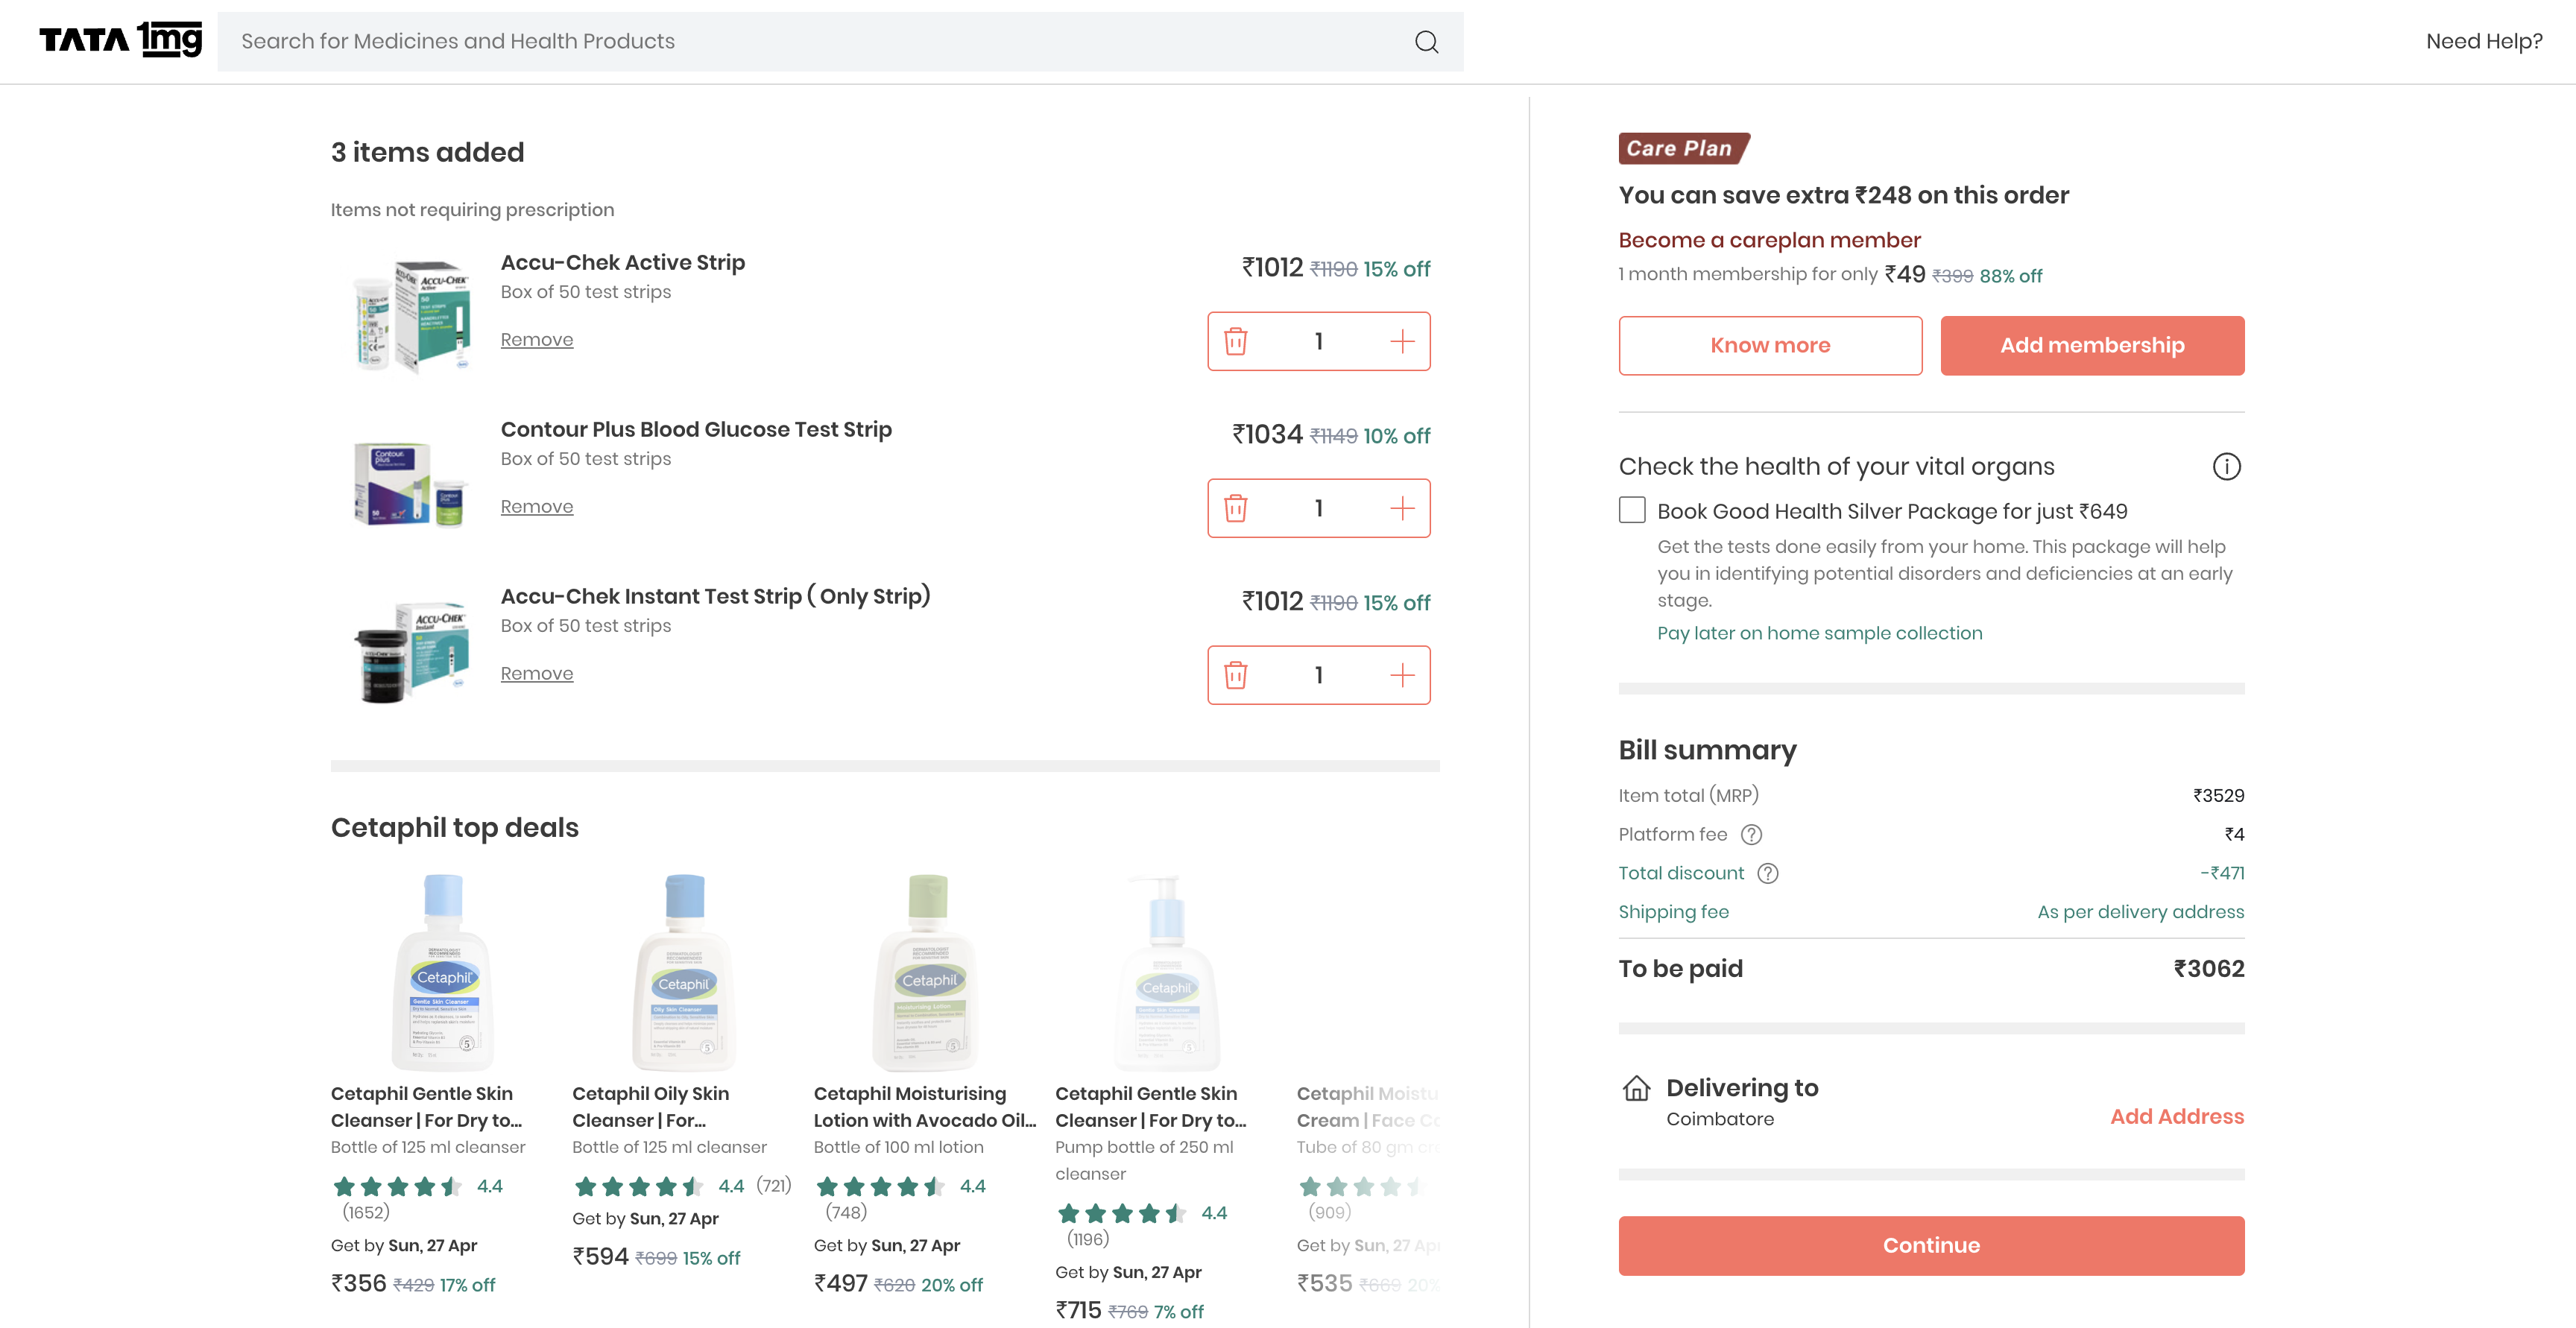 TATA 1mg
Search for Medicines and Health Products
Need Help?
3 items added
Items not requiring prescription
Accu-Chek Active Strip
₹1012 ₹1190 15% off
Box of 50 test strips
Remove
1
Contour Plus Blood Glucose Test Strip
₹1034 ₹1149 10% off
Box of 50 test strips
Remove
1
Accu-Chek Instant Test Strip ( Only Strip)
₹1012 ₹1190 15% off
Box of 50 test strips
Remove
1
Cetaphil top deals
Cetaphil Gentle Skin
Cleanser | For Dry to...
Bottle of 125 ml cleanser
4.4
(1652)
Get by Sun, 27 Apr
₹356 ₹429 17% off
Cetaphil Oily Skin
Cleanser | For...
Bottle of 125 ml cleanser
4.4 (721)
Get by Sun, 27 Apr
₹594 ₹699 15% off
Cetaphil Moisturising
Lotion with Avocado Oil...
Bottle of 100 ml lotion
4.4
(748)
Get by Sun, 27 Apr
₹497 ₹620 20% off
Cetaphil Gentle Skin
Cleanser | For Dry to...
Pump bottle of 250 ml
cleanser
4.4
(1196)
Get by Sun, 27 Apr
₹715 ₹769 7% off
Cetaphil Moistu
Cream | Face
Tube of 80 gm
(909)
Get by Sun, 27 Apr
₹535 ₹669 20%
Care Plan
You can save extra ₹248 on this order
Become a careplan member
1 month membership for only ₹49 ₹399 88% off
Know more
Add membership
Check the health of your vital organs
Book Good Health Silver Package for just ₹649
Get the tests done easily from your home. This package will help
you in identifying potential disorders and deficiencies at an early
stage.
Pay later on home sample collection
Bill summary
Item total (MRP) ₹3529
Platform fee ₹4
Total discount -₹471
Shipping fee As per delivery address
To be paid ₹3062
Delivering to
Coimbatore
Add Address
Continue